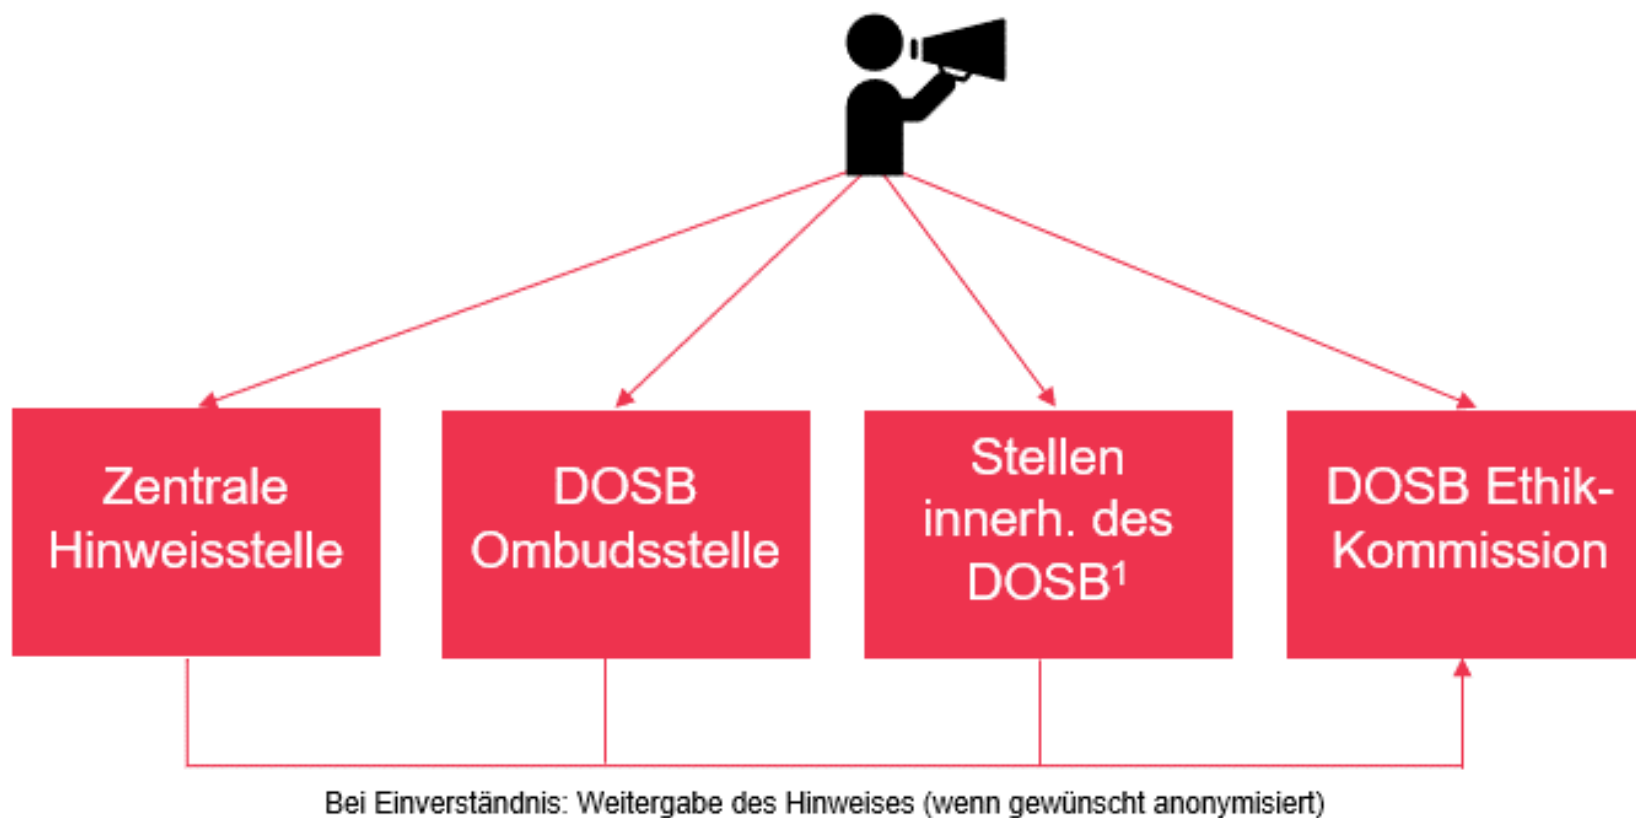 Zentrale
Hinweisstelle
DOSB
Ombudsstelle
Stellen
innerh. des
DOSB¹
DOSB Ethik-
Kommission
Bei Einverständnis: Weitergabe des Hinweises (wenn gewünscht anonymisiert)